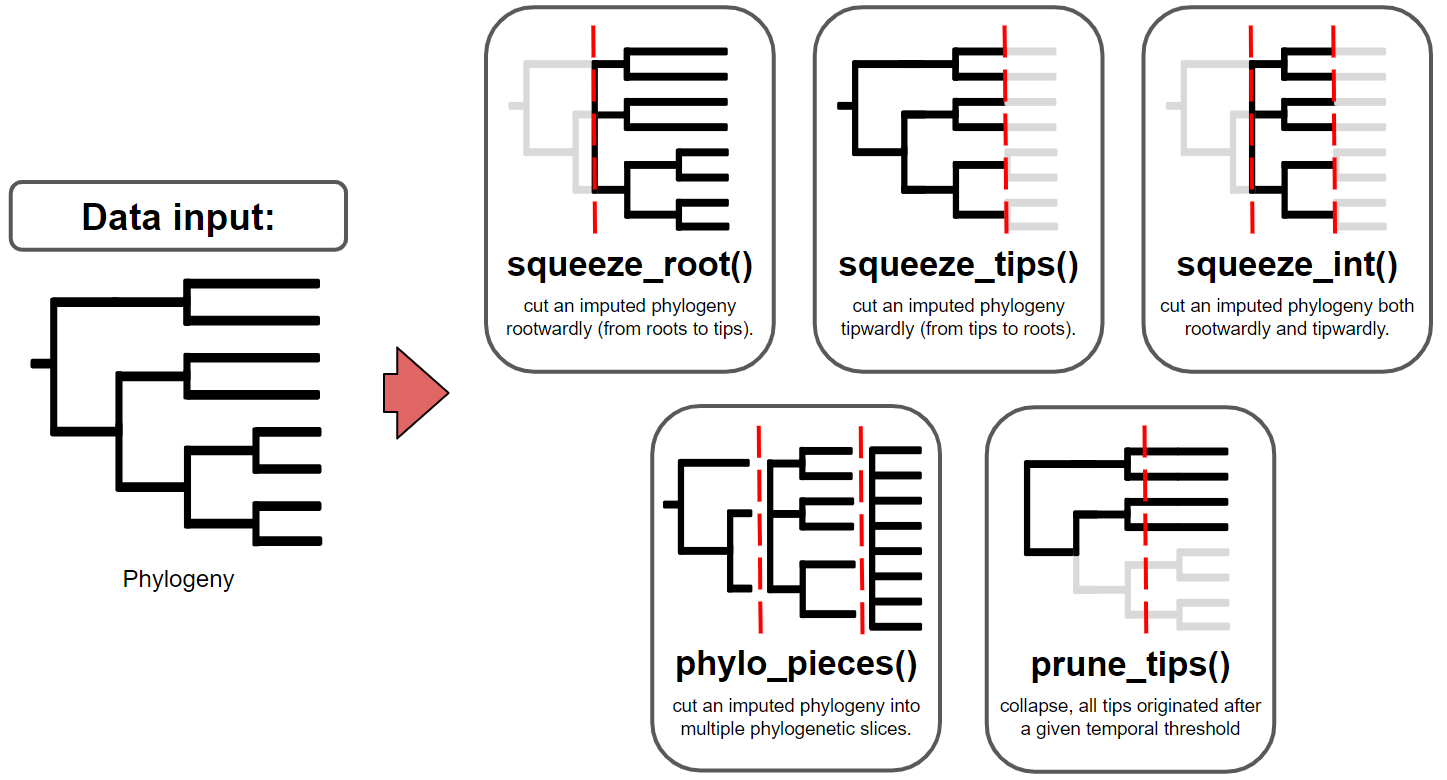 Data input:
Phylogeny
squeeze_root()
cut an imputed phylogeny
rootwardly (from roots to tips).
squeeze_tips()
cut an imputed phylogeny
tipwardly (from tips to roots).
squeeze_int()
cut an imputed phylogeny both
rootwardly and tipwardly.
phylo_pieces()
cut an imputed phylogeny into
multiple phylogenetic slices.
prune_tips()
collapse, all tips originated after
a given temporal threshold